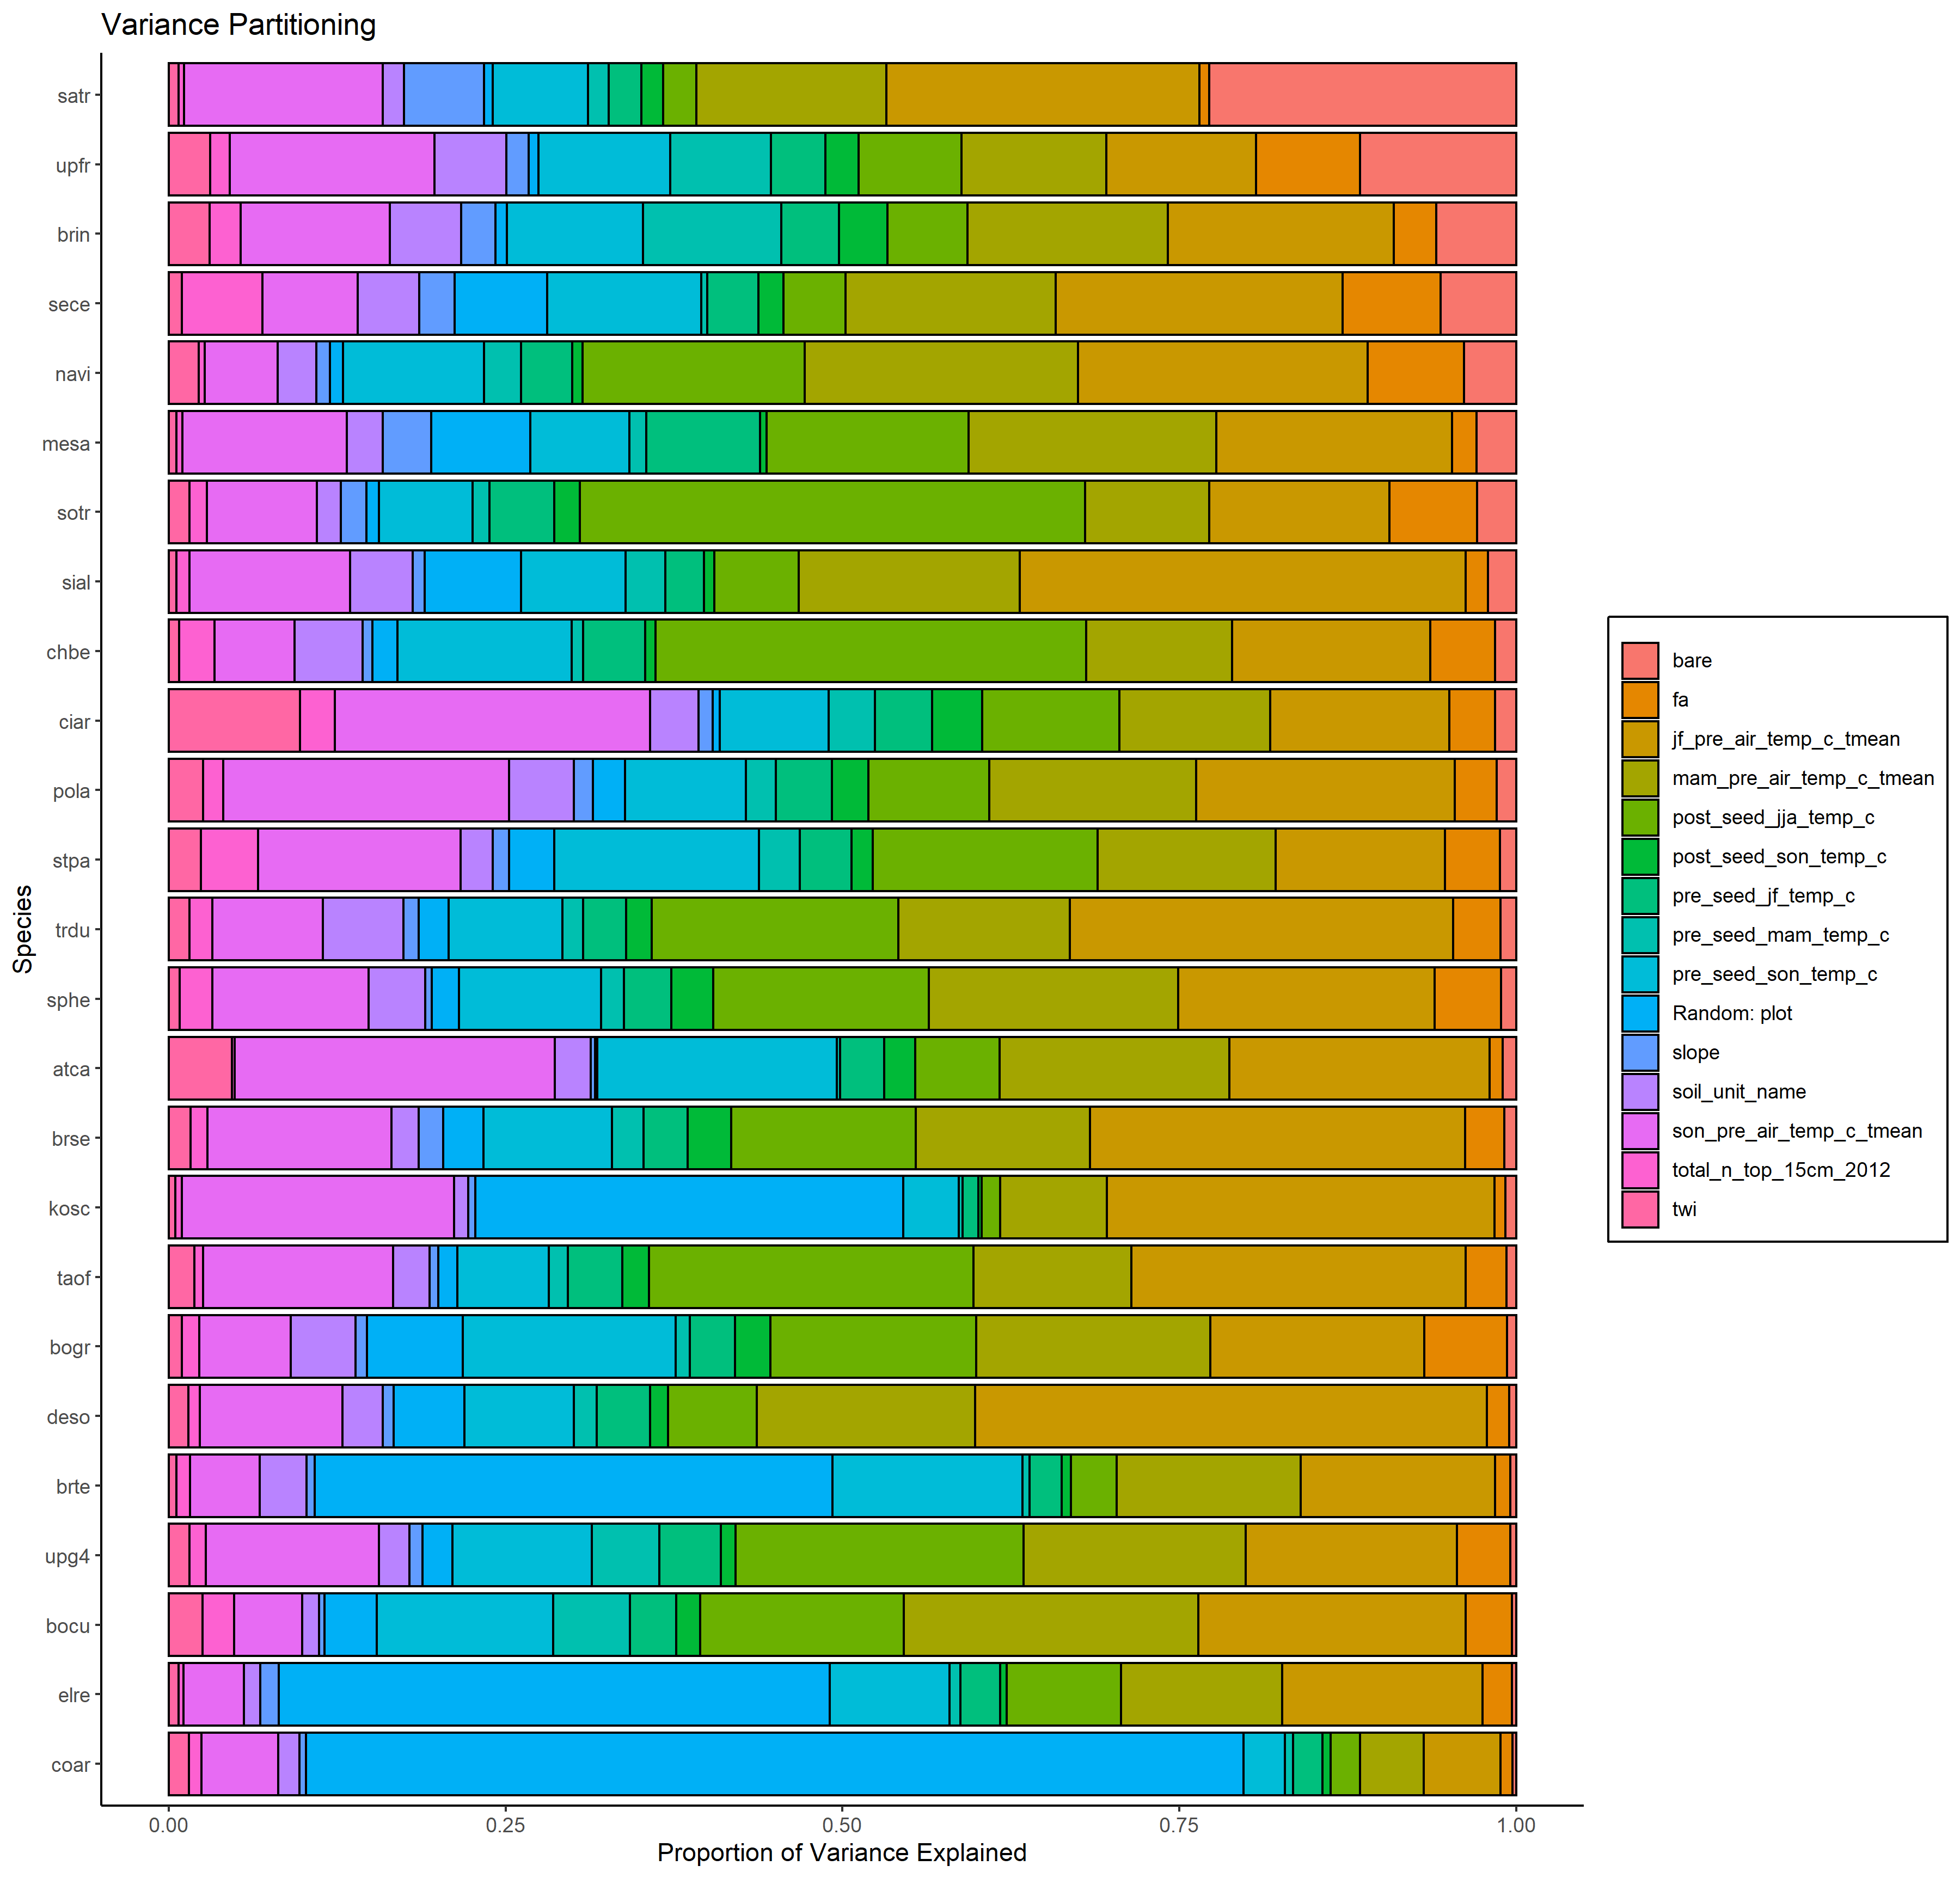 Variance Partitioning
satr
upfr
brin
sece
navi
mesa
sotr
sial
chbe
ciar
pola
stpa
trdu
sphe
atca
brse
kosc
taof
bogr
deso
brte
upg4
bocu
elre
coar
Species
0.00 0.25 0.50 0.75 1.00
Proportion of Variance Explained
bare
fa
jf_pre_air_temp_c_tmean
mam_pre_air_temp_c_tmean
post_seed_jja_temp_c
post_seed_son_temp_c
pre_seed_jf_temp_c
pre_seed_mam_temp_c
pre_seed_son_temp_c
Random: plot
slope
soil_unit_name
son_pre_air_temp_c_tmean
total_n_top_15cm_2012
twi